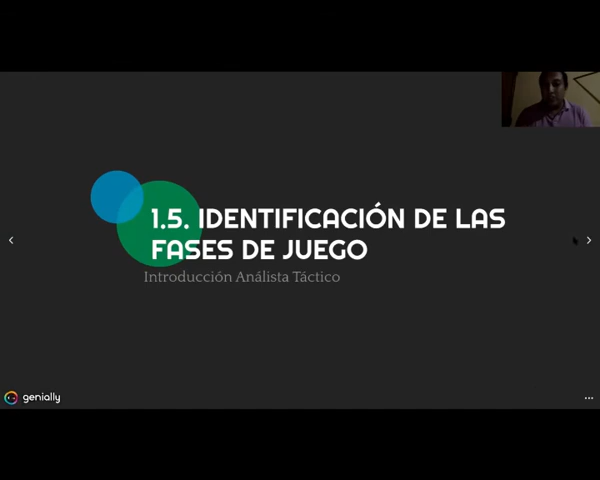 1.5. IDENTIFICACIÓN DE LAS
FASES DE JUEGO
Introducción Análista Táctico
genially